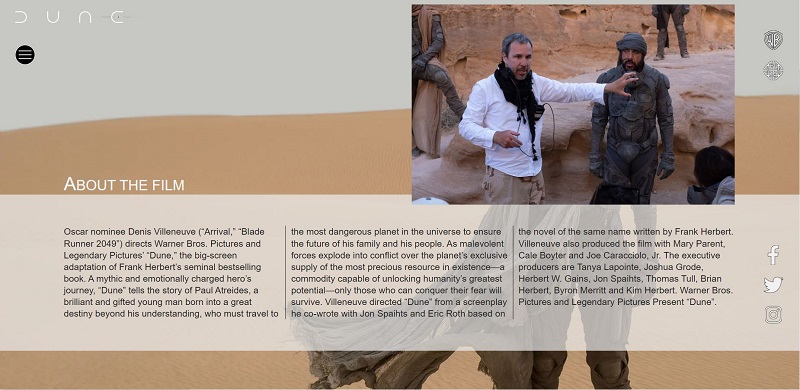 DUNE
ABOUT THE FILM
Oscar nominee Denis Villeneuve (“Arrival,” “Blade
Runner 2049”) directs Warner Bros. Pictures and
Legendary Pictures’ “Dune,” the big-screen
adaptation of Frank Herbert’s seminal bestselling
book. A mythic and emotionally charged hero’s
journey, “Dune” tells the story of Paul Atreides, a
brilliant and gifted young man born into a great
destiny beyond his understanding, who must travel to
the most dangerous planet in the universe to ensure
the future of his family and his people. As malevolent
forces explode into conflict over the planet’s exclusive
supply of the most precious resource in existence—a
commodity capable of unlocking humanity’s greatest
potential—only those who can conquer their fear will
survive. Villeneuve directed “Dune” from a screenplay
he co-wrote with Jon Spaihts and Eric Roth based on
the novel of the same name written by Frank Herbert.
Villeneuve also produced the film with Mary Parent,
Cale Boyter and Joe Caracciolo, Jr. The executive
producers are Tanya Lapointe, Joshua Grode,
Herbert W. Gains, Jon Spaihts, Thomas Tull, Brian
Herbert, Byron Merritt and Kim Herbert. Warner Bros.
Pictures and Legendary Pictures Present “Dune”.